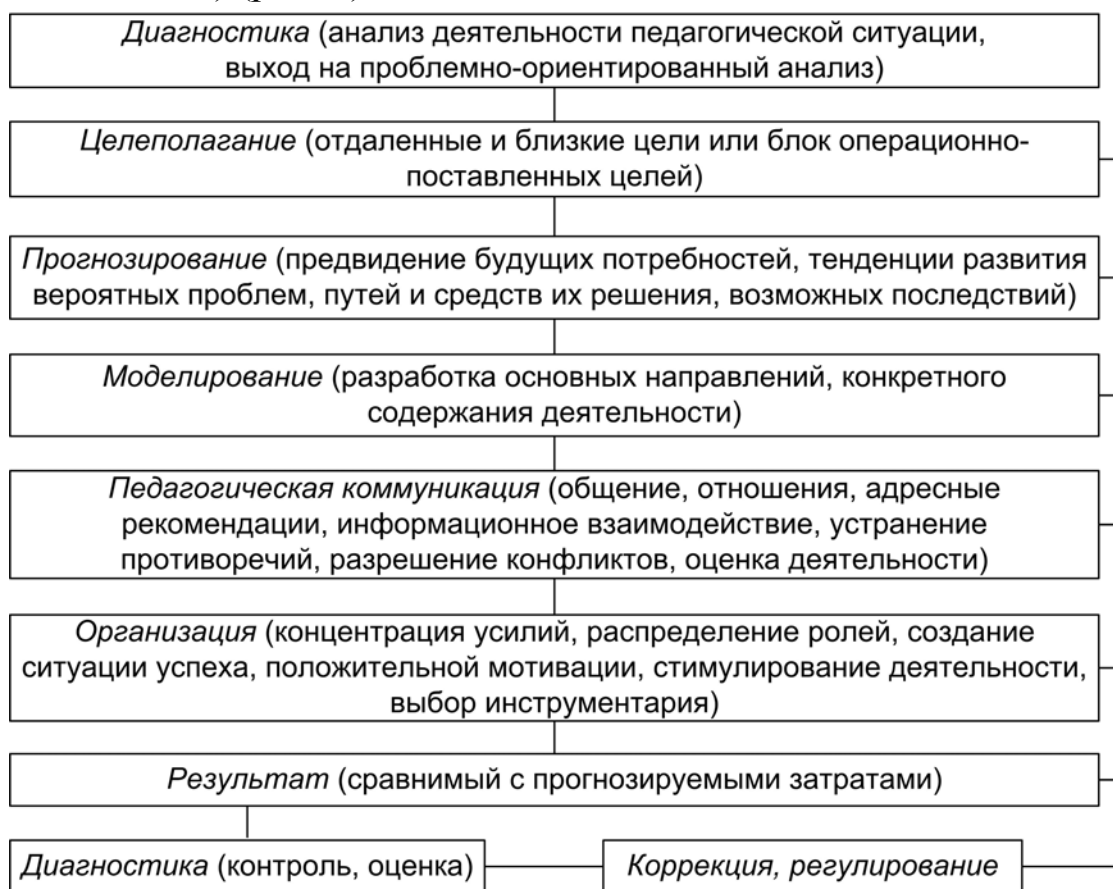 Диагностика (анализ деятельности педагогической ситуации,
выход на проблемно-ориентированный анализ)
Целеполагание (отдаленные и близкие цели или блок операционно-
поставленных целей)
Прогнозирование (предвидение будущих потребностей, тенденции развития
вероятных проблем, путей и средств их решения, возможных последствий)
Моделирование (разработка основных направлений, конкретного
содержания деятельности)
Педагогическая коммуникация (общение, отношения, адресные
рекомендации, информационное взаимодействие, устранение
противоречий, разрешение конфликтов, оценка деятельности)
Организация (концентрация усилий, распределение ролей, создание
ситуации успеха, положительной мотивации, стимулирование деятельности,
выбор инструментария)
Результат (сравнимый с прогнозируемыми затратами)
Диагностика (контроль, оценка)
Коррекция, регулирование